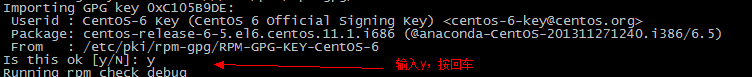 Importing GPG key 0xC105B9DE:
 Userid : CentOS-6 Key (CentOS 6 Official Signing Key) <centos-6-key@centos.org>
 Package: centos-release-6-5.el6.centos.11.1.i686 (@anaconda-CentOS-201311271240.i386/6.5)
 From   : /etc/pki/rpm-gpg/RPM-GPG-KEY-CentOS-6
Is this ok [y/N]: y
输入y，按回车
Running rpm_check_debug